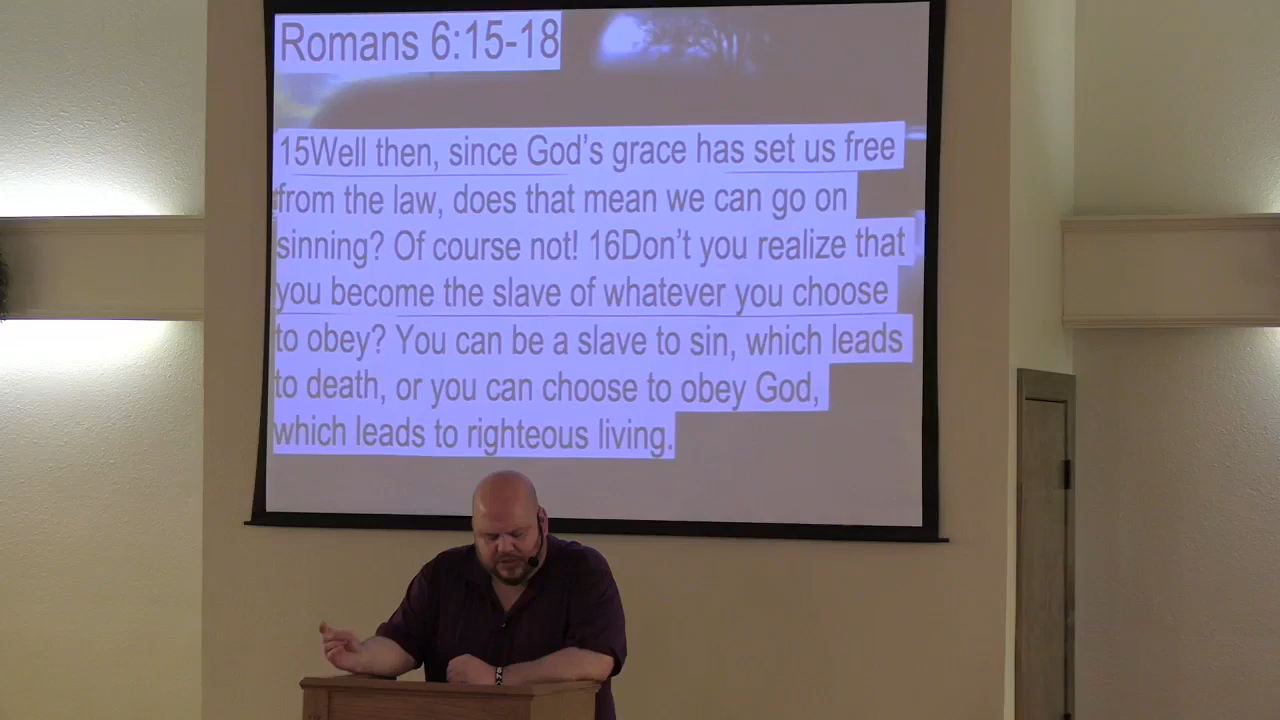 Romans 6:15-18
15Well then, since God's grace has set us free
from the law, does that mean we can go on
sinning? Of course not! 16Don't you realize that
you become the slave of whatever you choose
to obey? You can be a slave to sin, which leads
to death, or you can choose to obey God,
which leads to righteous living.